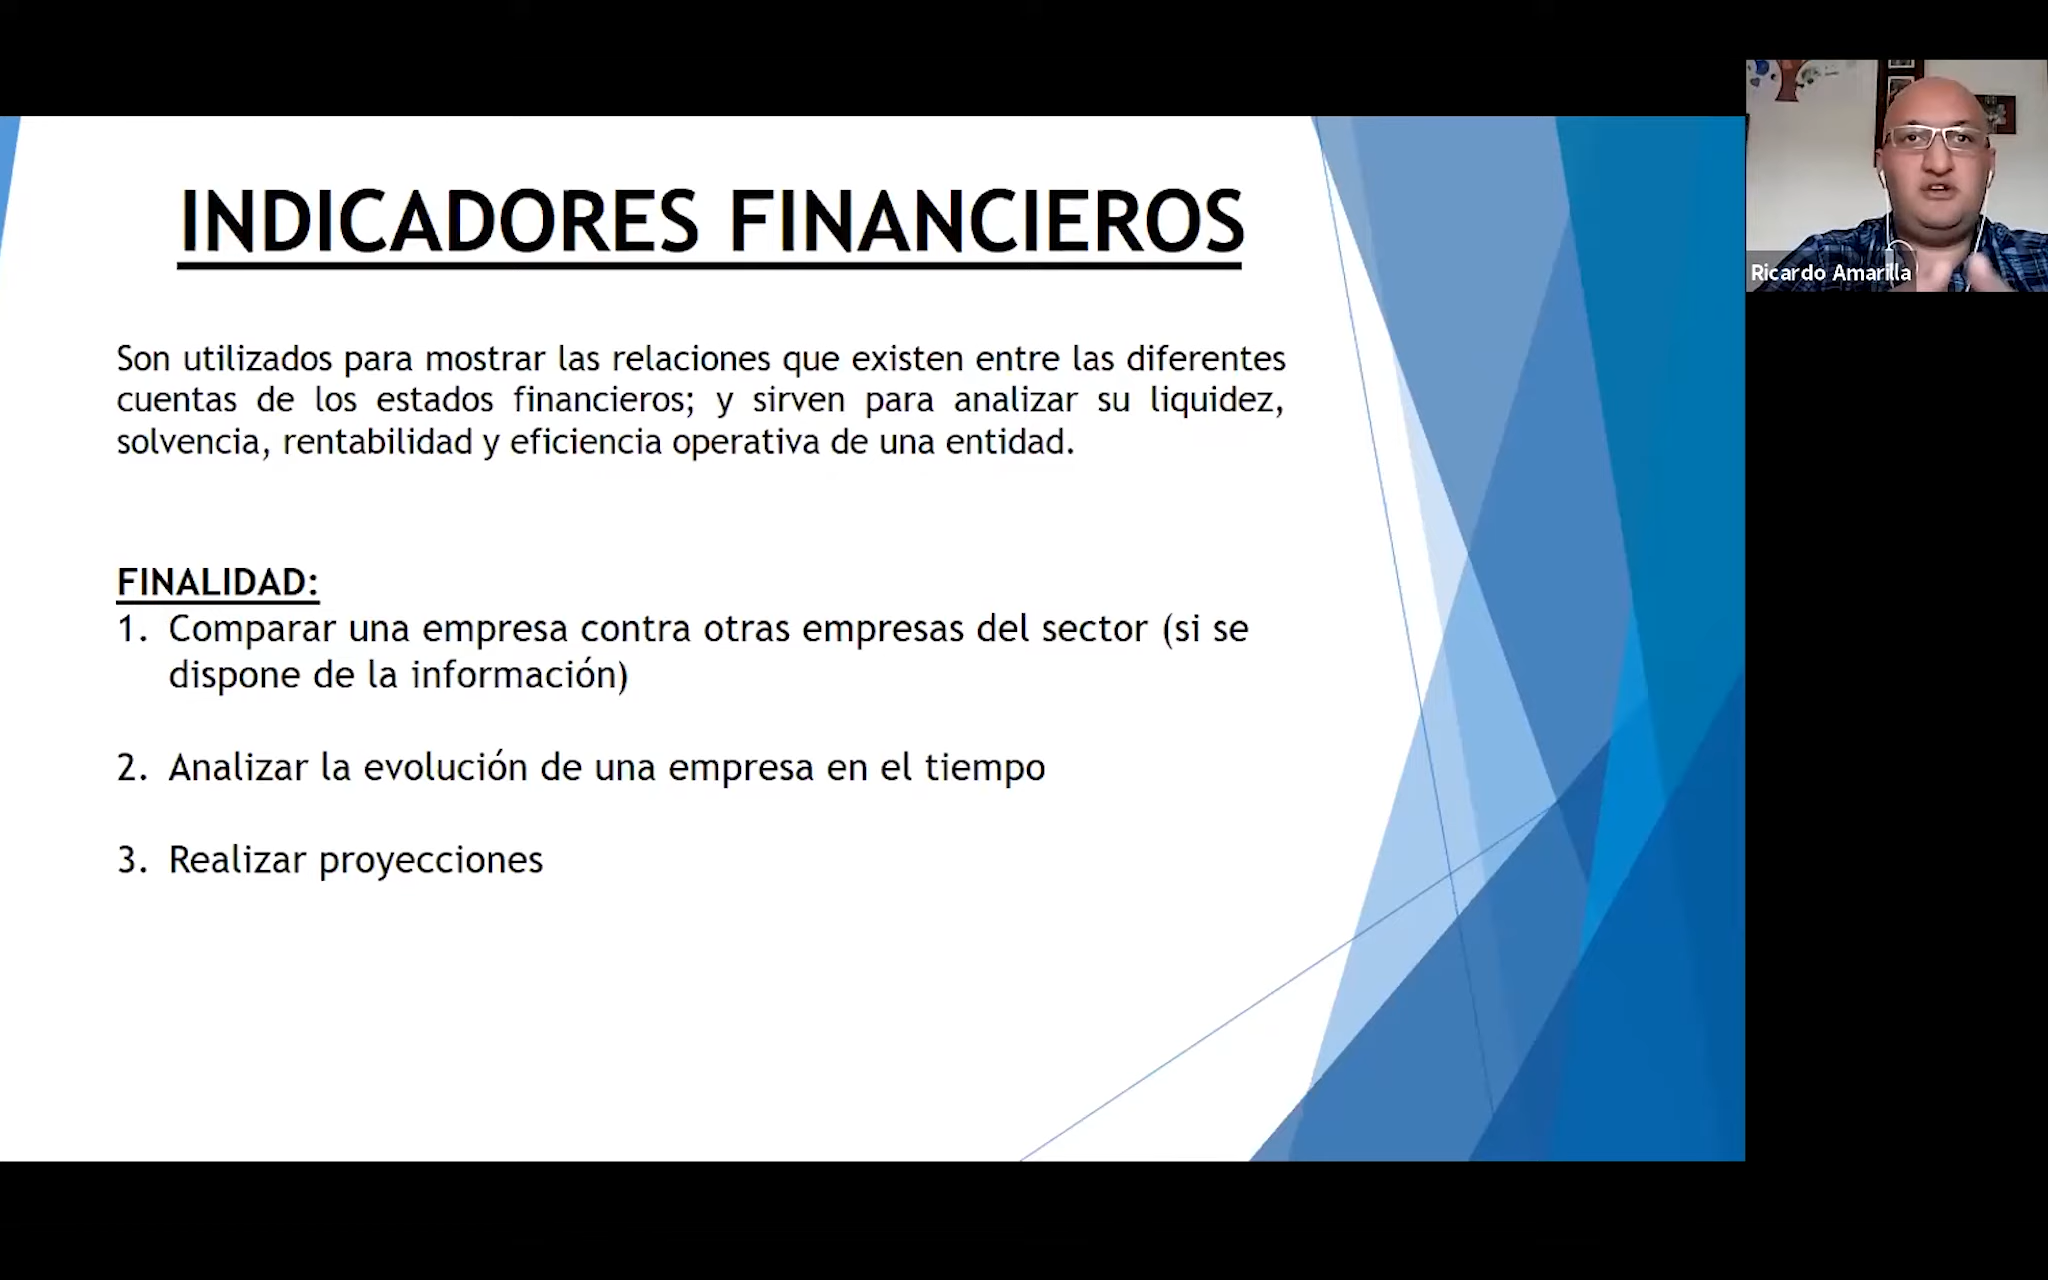 INDICADORES FINANCIEROS
Son utilizados para mostrar las relaciones que existen entre las diferentes
cuentas de los estados financieros; y sirven para analizar su liquidez,
solvencia, rentabilidad y eficiencia operativa de una entidad.
FINALIDAD:
1. Comparar una empresa contra otras empresas del sector (si se
dispone de la información)
2. Analizar la evolución de una empresa en el tiempo
3. Realizar proyecciones
Ricardo Amarilla